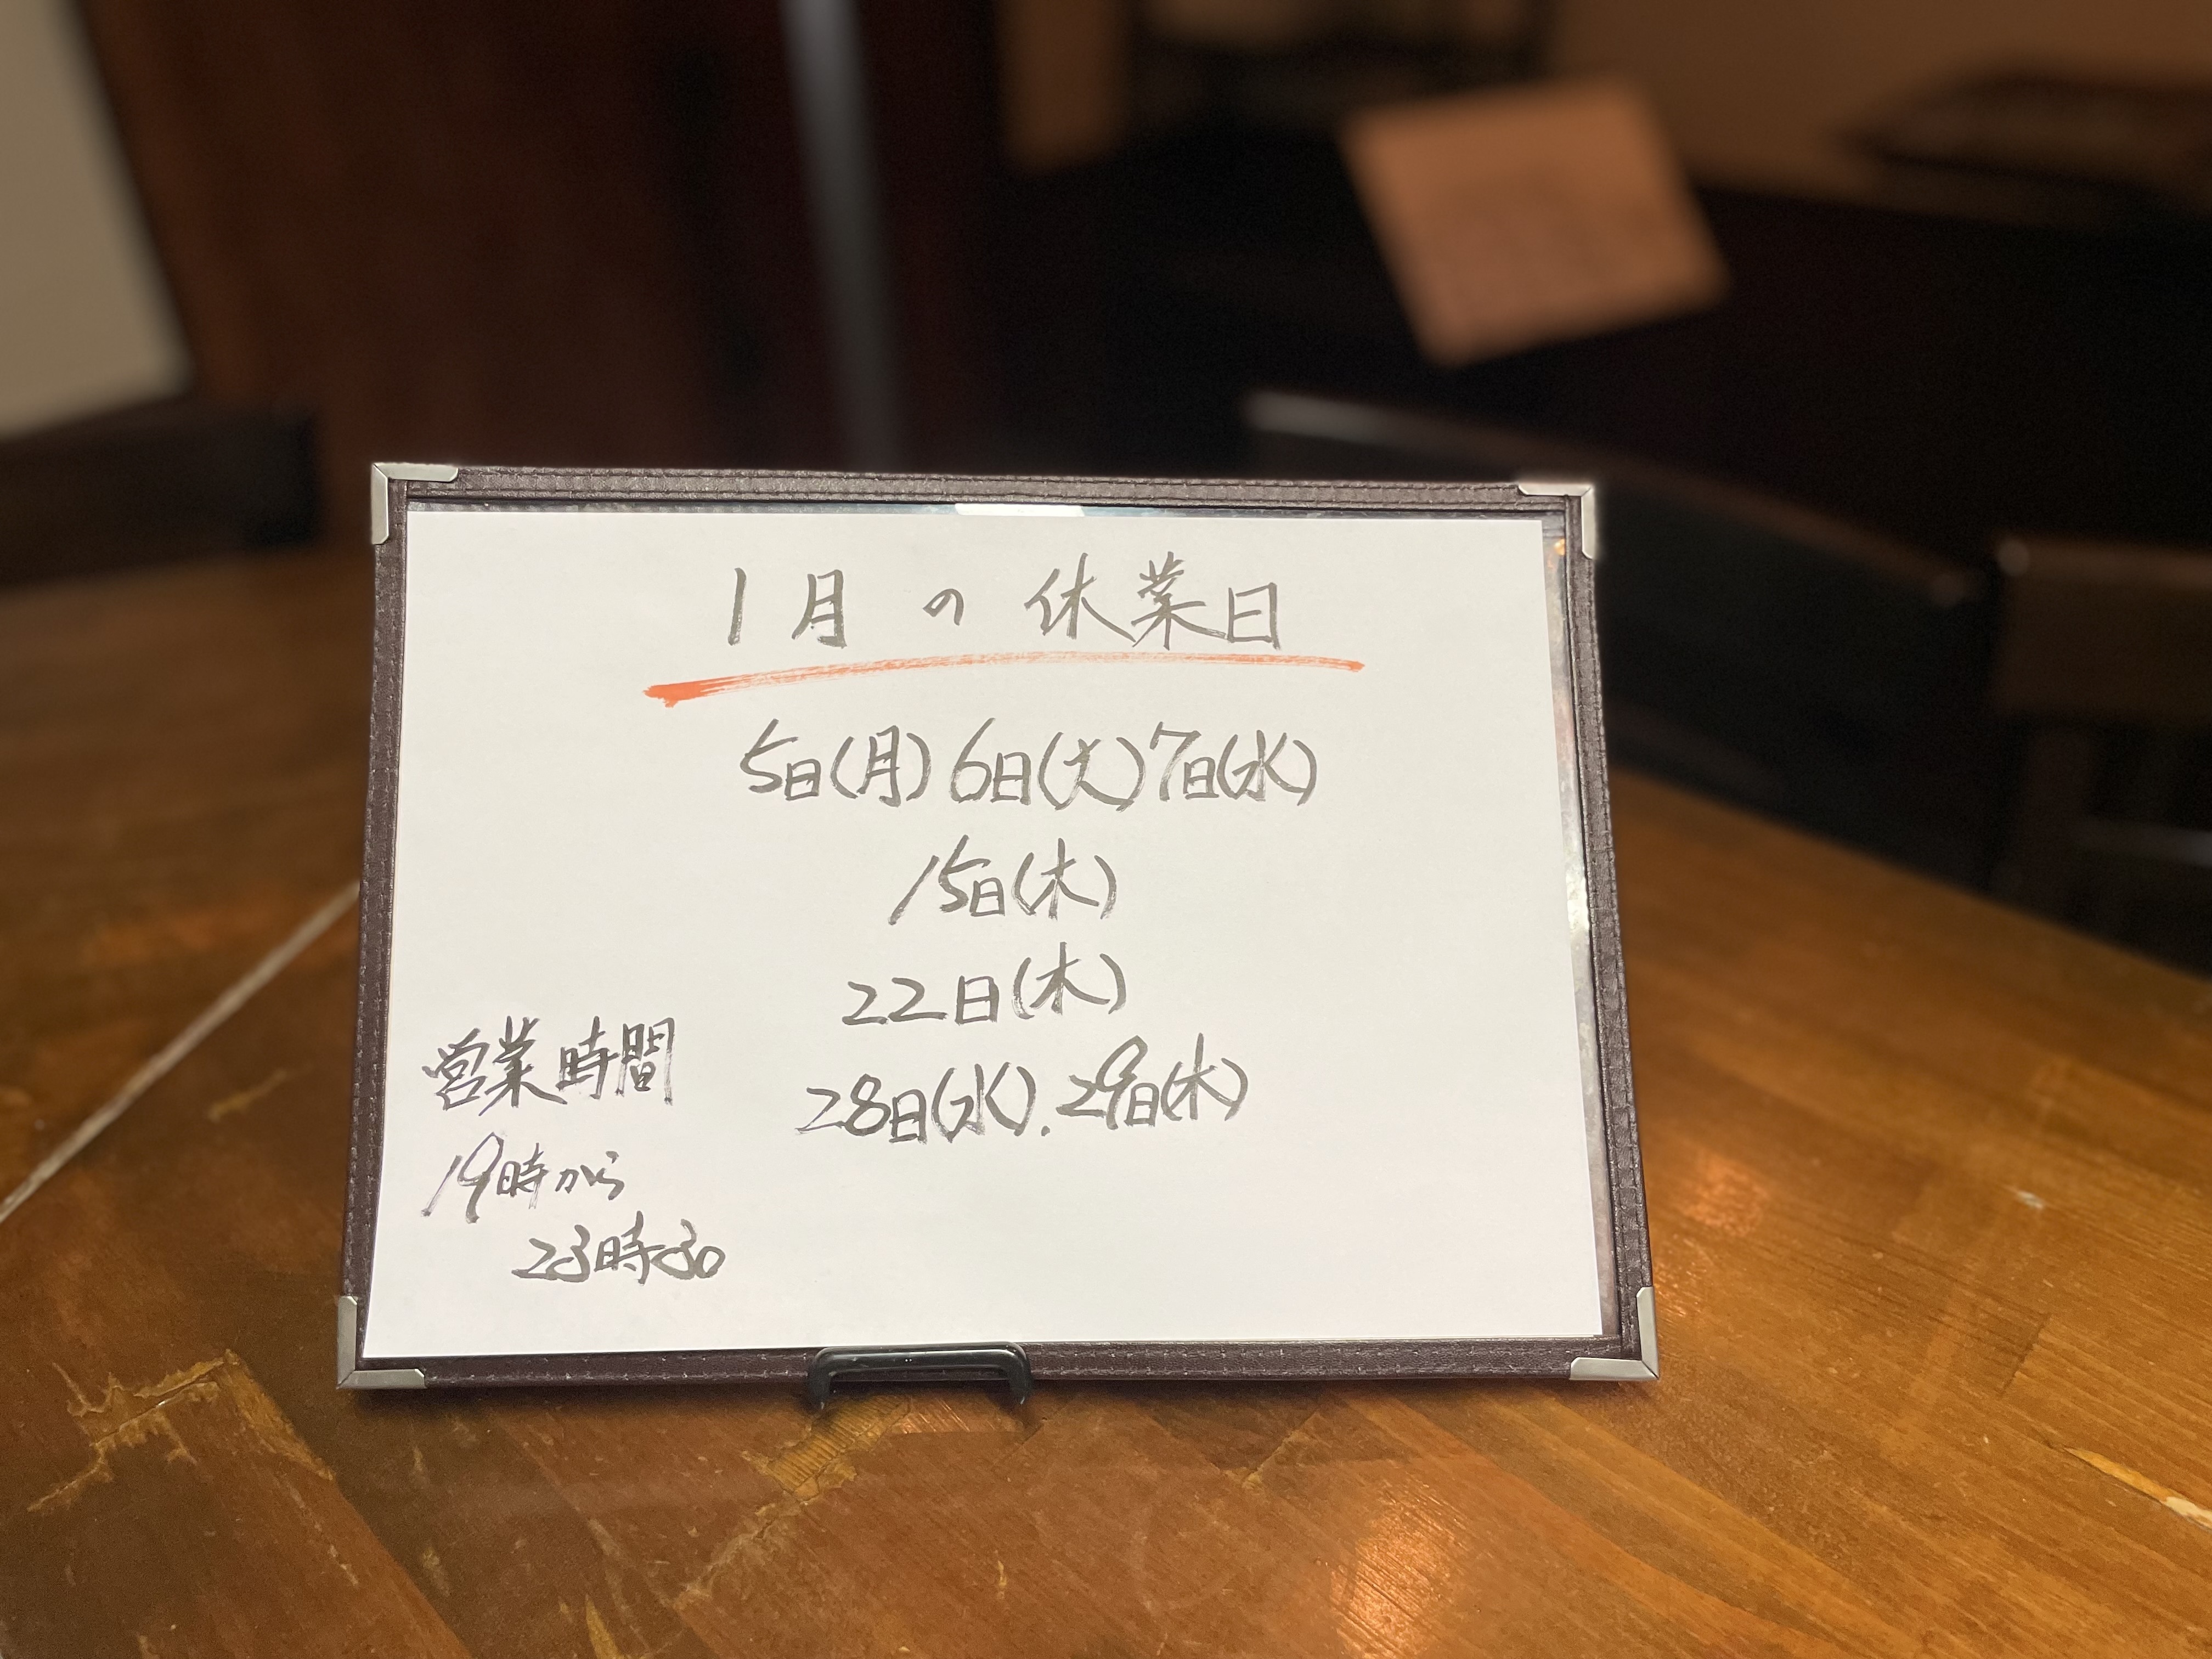 1月の休業日
5日(月)6日(火)7日(水)
15日(木)
22日(木)
28日(水).29日(木)
営業時間
19時から
23時30